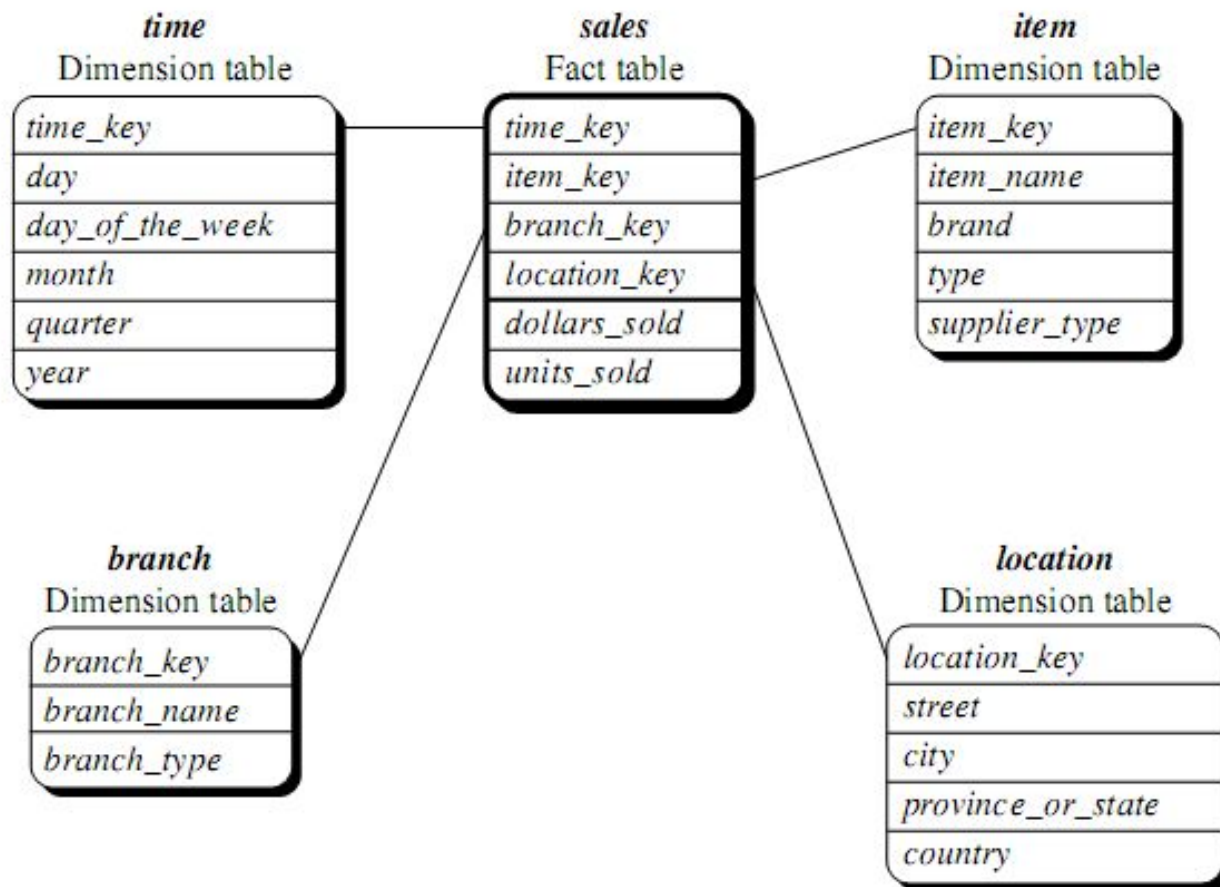 time
Dimension table
time_key
day
day_of_the_week
month
quarter
year
sales
Fact table
time_key
item_key
branch_key
location_key
dollars_sold
units_sold
item
Dimension table
item_key
item_name
brand
type
supplier_type
branch
Dimension table
branch_key
branch_name
branch_type
location
Dimension table
location_key
street
city
province_or_state
country